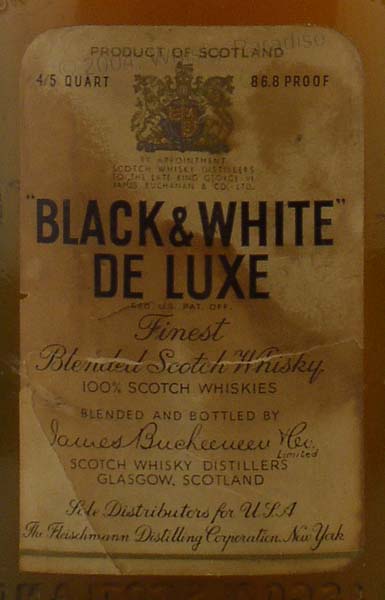 PRODUCT OF SCOTLAND
4/5 QUART 86.8 PROOF
BY APPOINTMENT
SCOTCH WHISKY DISTILLERS
TO THE LATE KING GEORGE VI
JAMES BUCHANAN & CO. LTD.
"BLACK & WHITE"
DE LUXE
REG. U.S. PAT. OFF.
Finest
Blended Scotch Whisky
100% SCOTCH WHISKIES
BLENDED AND BOTTLED BY
James Buchanan & Co.
Limited
SCOTCH WHISKY DISTILLERS
GLASGOW, SCOTLAND
Sole Distributors for U.S.A
The Fleischmann Distilling Corporation. New York